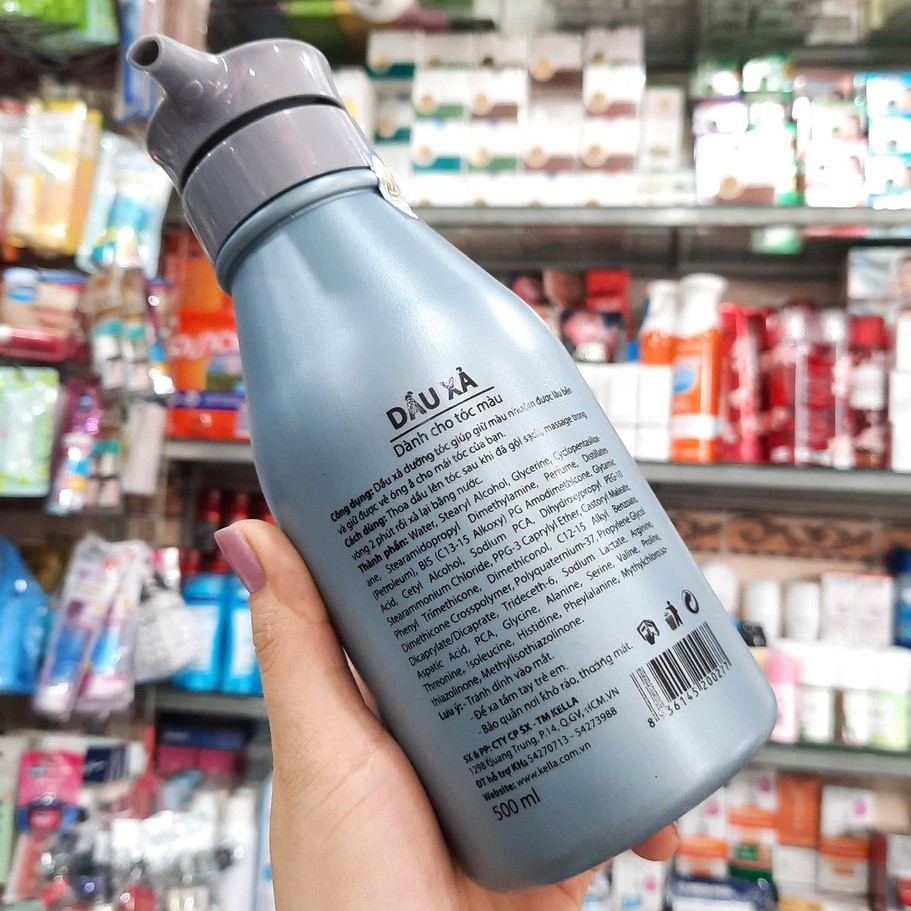 DẦU XẢ
Dành cho tóc màu
Công dụng: Dầu xả dưỡng tóc giúp giữ màu nhuộm được lâu bền
và giữ được vẻ óng ả cho mái tóc của bạn.
Cách dùng: Thoa dầu lên tóc sau khi đã gội sạch, massage trong
vòng 2 phút rồi xả lại bằng nước.
Thành phần: Water, Stearyl Alcohol, Glycerine, Cyclopentasilox
ane, Stearamidopropyl Dimethylamine, Perfume, Distillates
(Petroleum), BIS (C13-15 Alkoxy) PG Amodimethicone, Glyramic
Acid, Cetyl Alcohol, Sodium PCA, Dihydroxypropyl PEG-10
Stearammonium Chloride, PPG-3 Caprylyl Ether, Castoryl Maleate,
Phenyl Trimethicone, Dimethiconol, C12-15 Alkyl Benzoate,
Dimethicone Crosspolymer, Polyquaternium-37, Propylene Glycol
Dicaprylate/Dicaprate, Trideceth-6, Sodium Lactate, Arginine,
Aspatic Acid, PCA, Glycine, Alanine, Serine, Valine, Proline,
Threonine, Isoleucine, Histidine, Pheylalanine, Mythylchloriso-
thiazolinone, Methylisothiazolinone.
Lưu ý: - Tránh dính vào mắt.
- Để xa tầm tay trẻ em.
- Bảo quản nơi khô ráo, thoáng mát.
SX & PP: CTY CP SX - TM KELLA
1298 Quang Trung, P.14, Q.GV, HCM.VN
ĐT hỗ trợ KH: 54270713 - 54273988
Website: www.kella.com.vn
500 ml
8 936145 120027